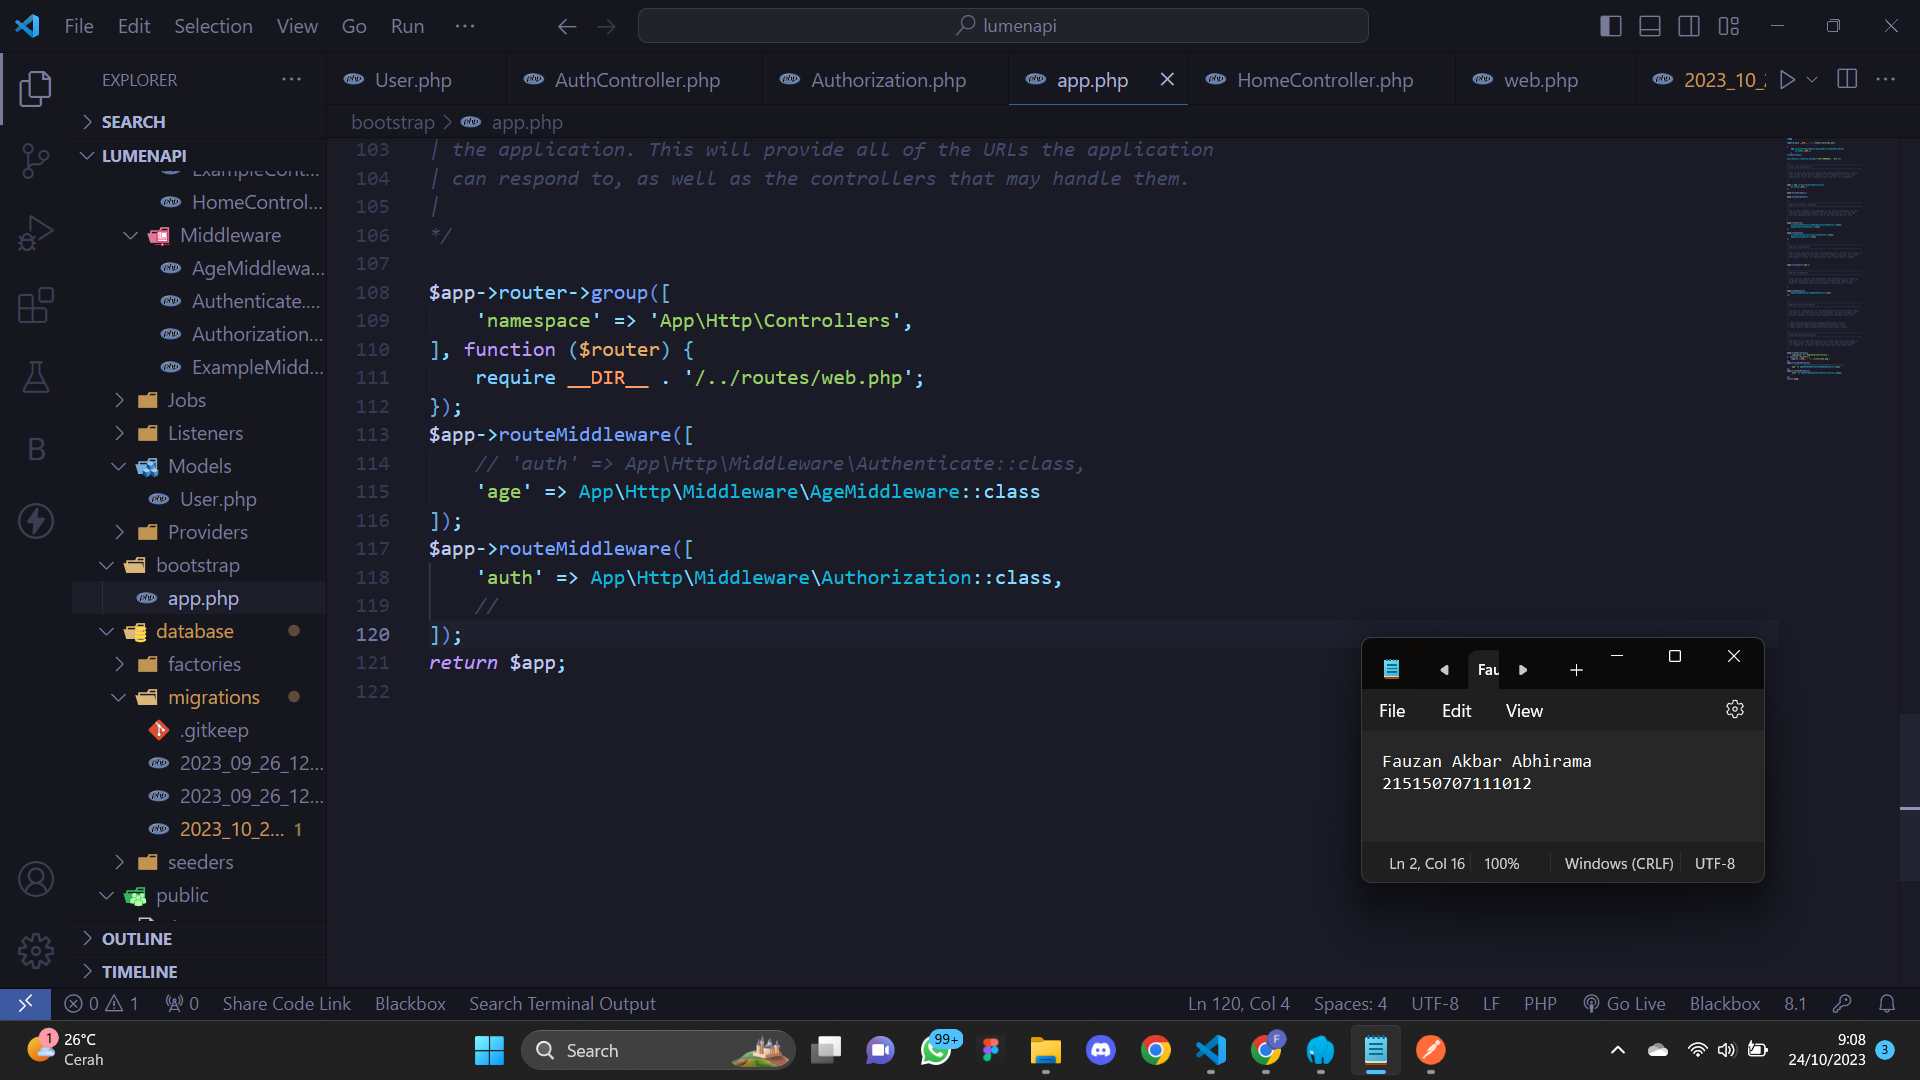 File Edit Selection View Go Run ···
lumenapi
EXPLORER
SEARCH
LUMENAPI
ExampleCont...
HomeControl...
Middleware
AgeMiddlewa...
Authenticate....
Authorization...
ExampleMidd...
Jobs
Listeners
Models
User.php
Providers
bootstrap
app.php
database
factories
migrations
.gitkeep
2023_09_26_12...
2023_09_26_12...
2023_10_2... 1
seeders
public
OUTLINE
TIMELINE
User.php AuthController.php Authorization.php app.php HomeController.php web.php 2023_10_
bootstrap > app.php
103 | the application. This will provide all of the URLs the application
104 | can respond to, as well as the controllers that may handle them.
105 |
106 */
107
108 $app->router->group([
109 'namespace' => 'App\Http\Controllers',
110 ], function ($router) {
111 require __DIR__ . '/../routes/web.php';
112 });
113 $app->routeMiddleware([
114 // 'auth' => App\Http\Middleware\Authenticate::class,
115 'age' => App\Http\Middleware\AgeMiddleware::class
116 ]);
117 $app->routeMiddleware([
118 'auth' => App\Http\Middleware\Authorization::class,
119 //
120 ]);
121 return $app;
122
Fau
File Edit View
Fauzan Akbar Abhirama
215150707111012
Ln 2, Col 16 100% Windows (CRLF) UTF-8
0 1 0 Share Code Link Blackbox Search Terminal Output Ln 120, Col 4 Spaces: 4 UTF-8 LF PHP Go Live Blackbox 8.1
1
26°C
Cerah
Search
99+
F
9:08
24/10/2023
3